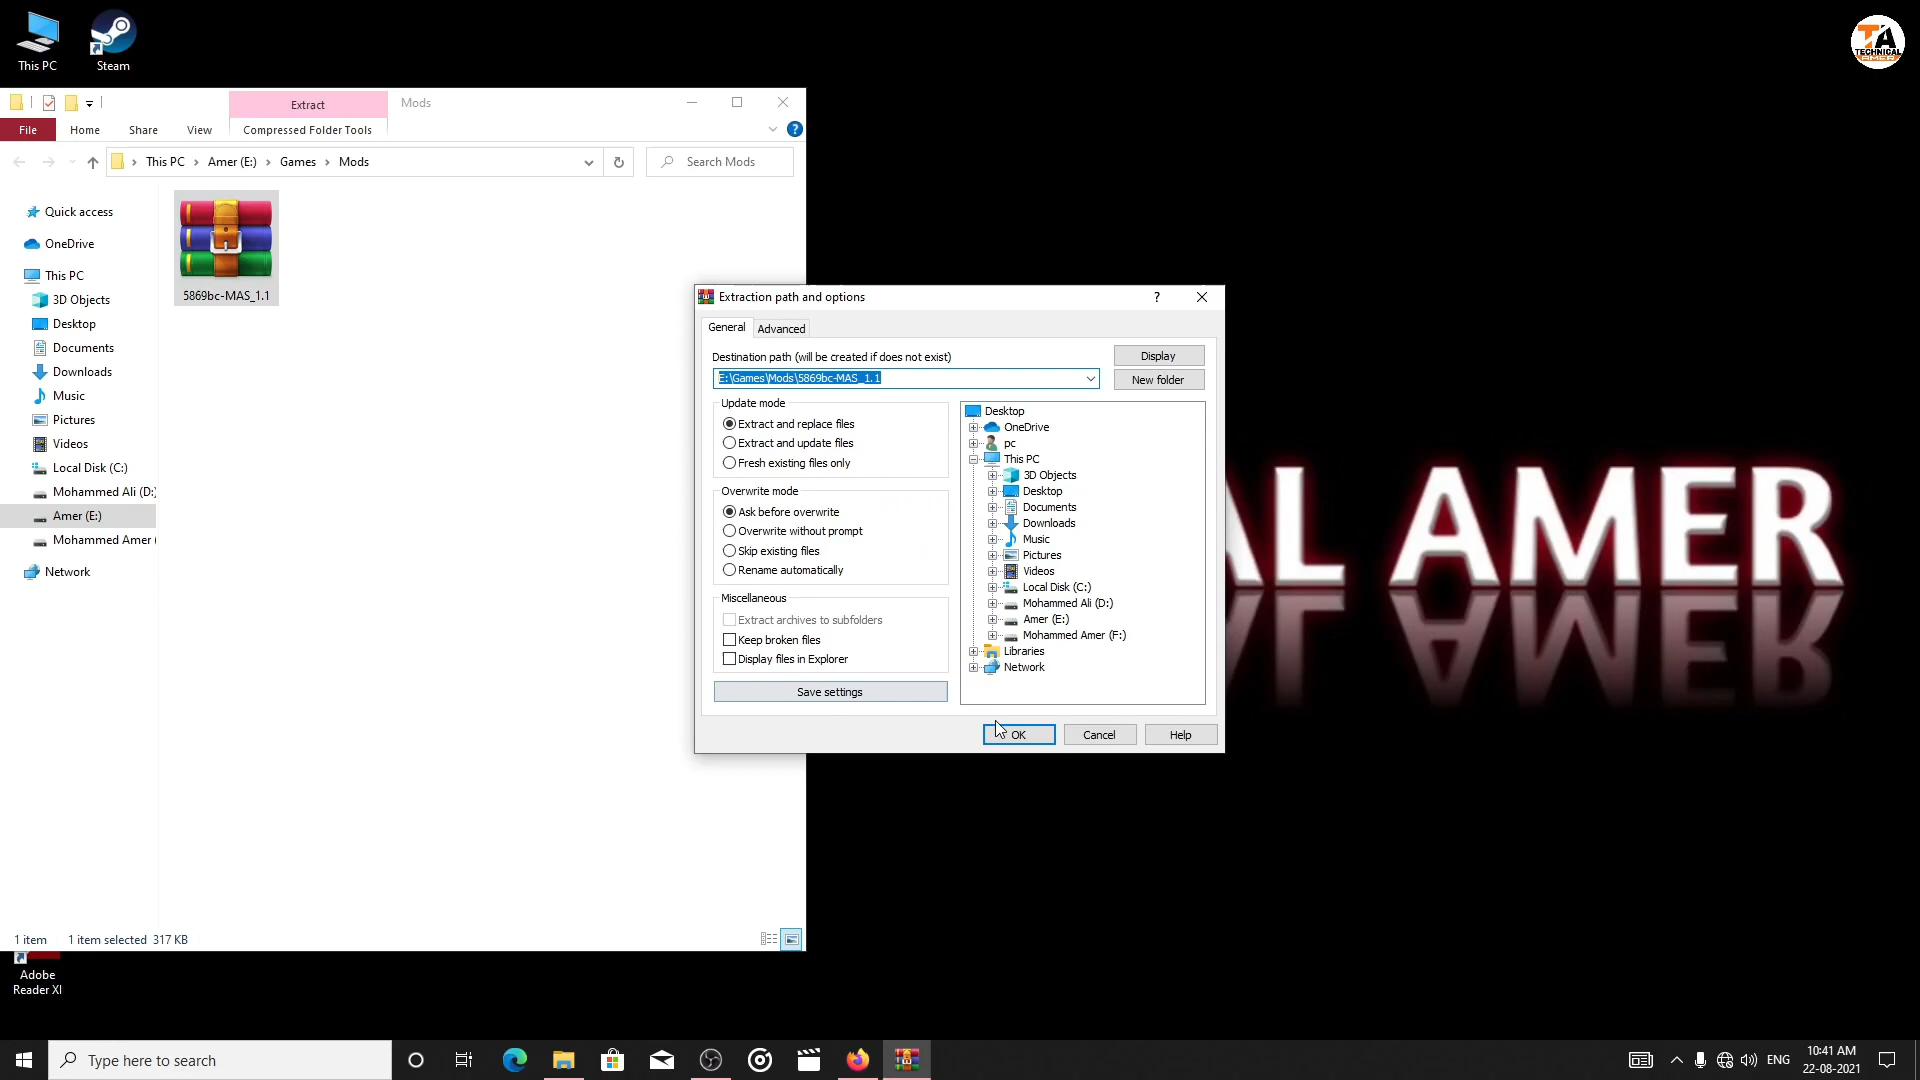 This PC
Steam
TA
TECHNICAL
AMER
Extract
Mods
File
Home
Share
View
Compressed Folder Tools
?
This PC
Amer (E:)
Games
Mods
Search Mods
Quick access
OneDrive
This PC
3D Objects
Desktop
Documents
Downloads
Music
Pictures
Videos
Local Disk (C:)
Mohammed Ali (D:)
Amer (E:)
Mohammed Amer (
Network
5869bc-MAS_1.1
1 item
1 item selected 317 KB
Extraction path and options
?
General
Advanced
Destination path (will be created if does not exist)
Display
E:\Games\Mods\5869bc-MAS_1.1
New folder
Update mode
Extract and replace files
Extract and update files
Fresh existing files only
Overwrite mode
Ask before overwrite
Overwrite without prompt
Skip existing files
Rename automatically
Miscellaneous
Extract archives to subfolders
Keep broken files
Display files in Explorer
Save settings
Desktop
OneDrive
pc
This PC
3D Objects
Desktop
Documents
Downloads
Music
Pictures
Videos
Local Disk (C:)
Mohammed Ali (D:)
Amer (E:)
Mohammed Amer (F:)
Libraries
Network
OK
Cancel
Help
AL AMER
Adobe
Reader XI
Type here to search
ENG
10:41 AM
22-08-2021